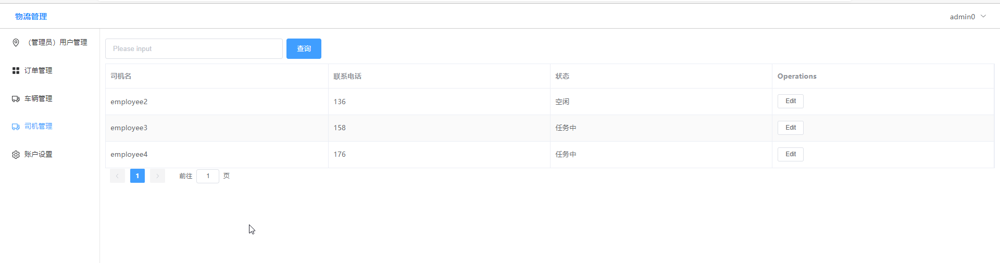 物流管理
admin0
（管理员）用户管理
订单管理
车辆管理
司机管理
账户设置
Please input 查询
司机名 联系电话 状态 Operations
employee2 136 空闲 Edit
employee3 158 任务中 Edit
employee4 176 任务中 Edit
1 前往 1 页